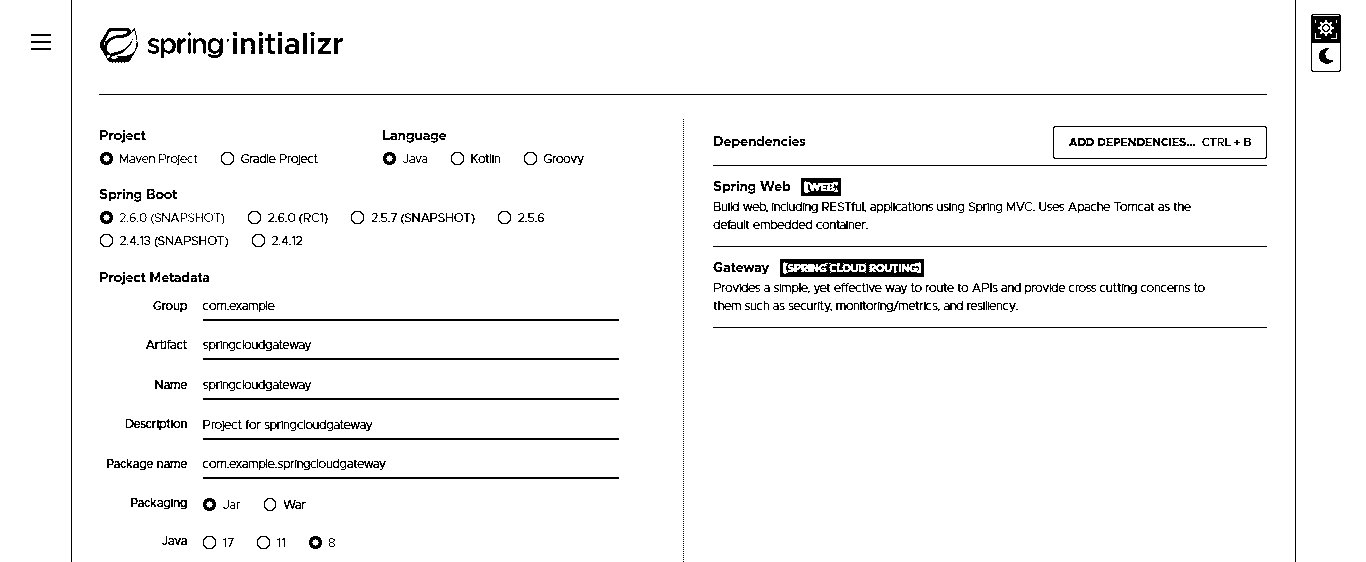 spring initializr
Project
Maven Project Gradle Project
Language
Java Kotlin Groovy
Spring Boot
2.6.0 (SNAPSHOT) 2.6.0 (RC1) 2.5.7 (SNAPSHOT) 2.5.6
2.4.13 (SNAPSHOT) 2.4.12
Project Metadata
Group com.example
Artifact springcloudgateway
Name springcloudgateway
Description Project for springcloudgateway
Package name com.example.springcloudgateway
Packaging Jar War
Java 17 11 8
Dependencies ADD DEPENDENCIES... CTRL + B
Spring Web WEB
Build web, including RESTful, applications using Spring MVC. Uses Apache Tomcat as the
default embedded container.
Gateway SPRING CLOUD ROUTING
Provides a simple, yet effective way to route to APIs and provide cross cutting concerns to
them such as security, monitoring/metrics, and resiliency.